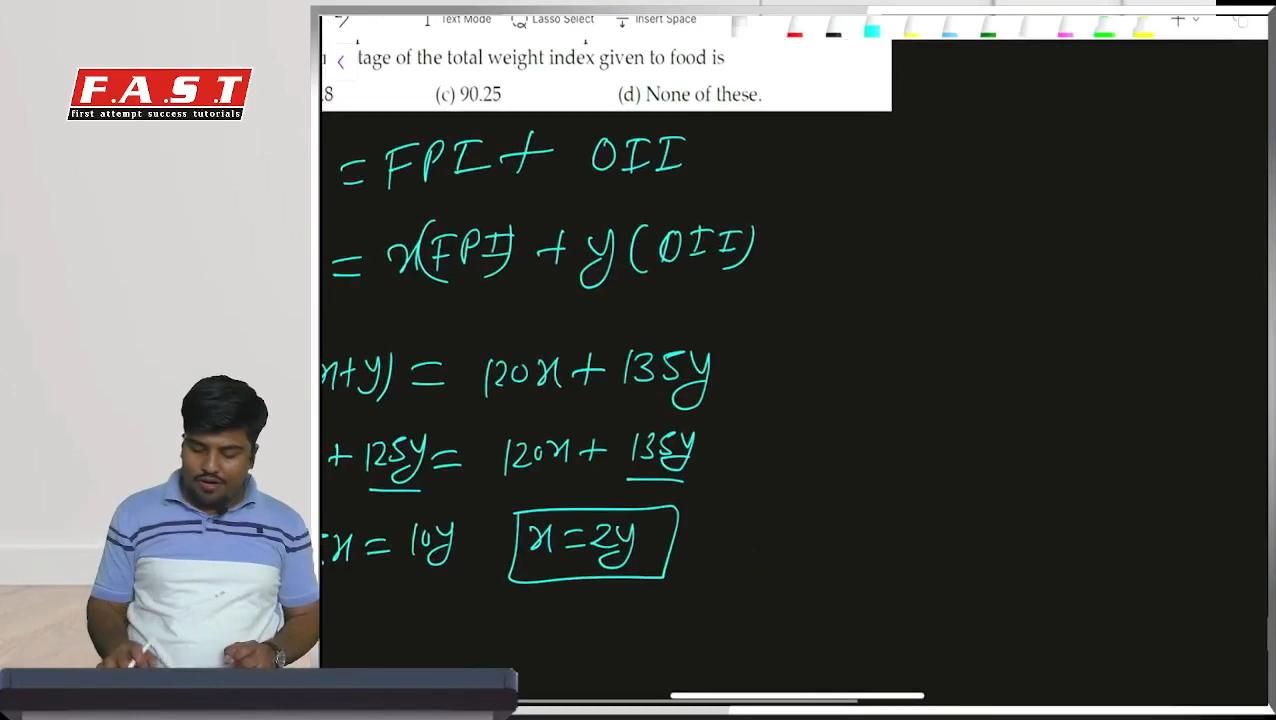 Text Mode Lasso Select Insert Space
F.A.S.T
first attempt success tutorials
tage of the total weight index given to food is
.8 (c) 90.25 (d) None of these.
= FPI + OII
= x(FPI) + y(OII)
x+y) = 120x + 135y
+ 125y = 120x + 135y
x = 10y x = 2y